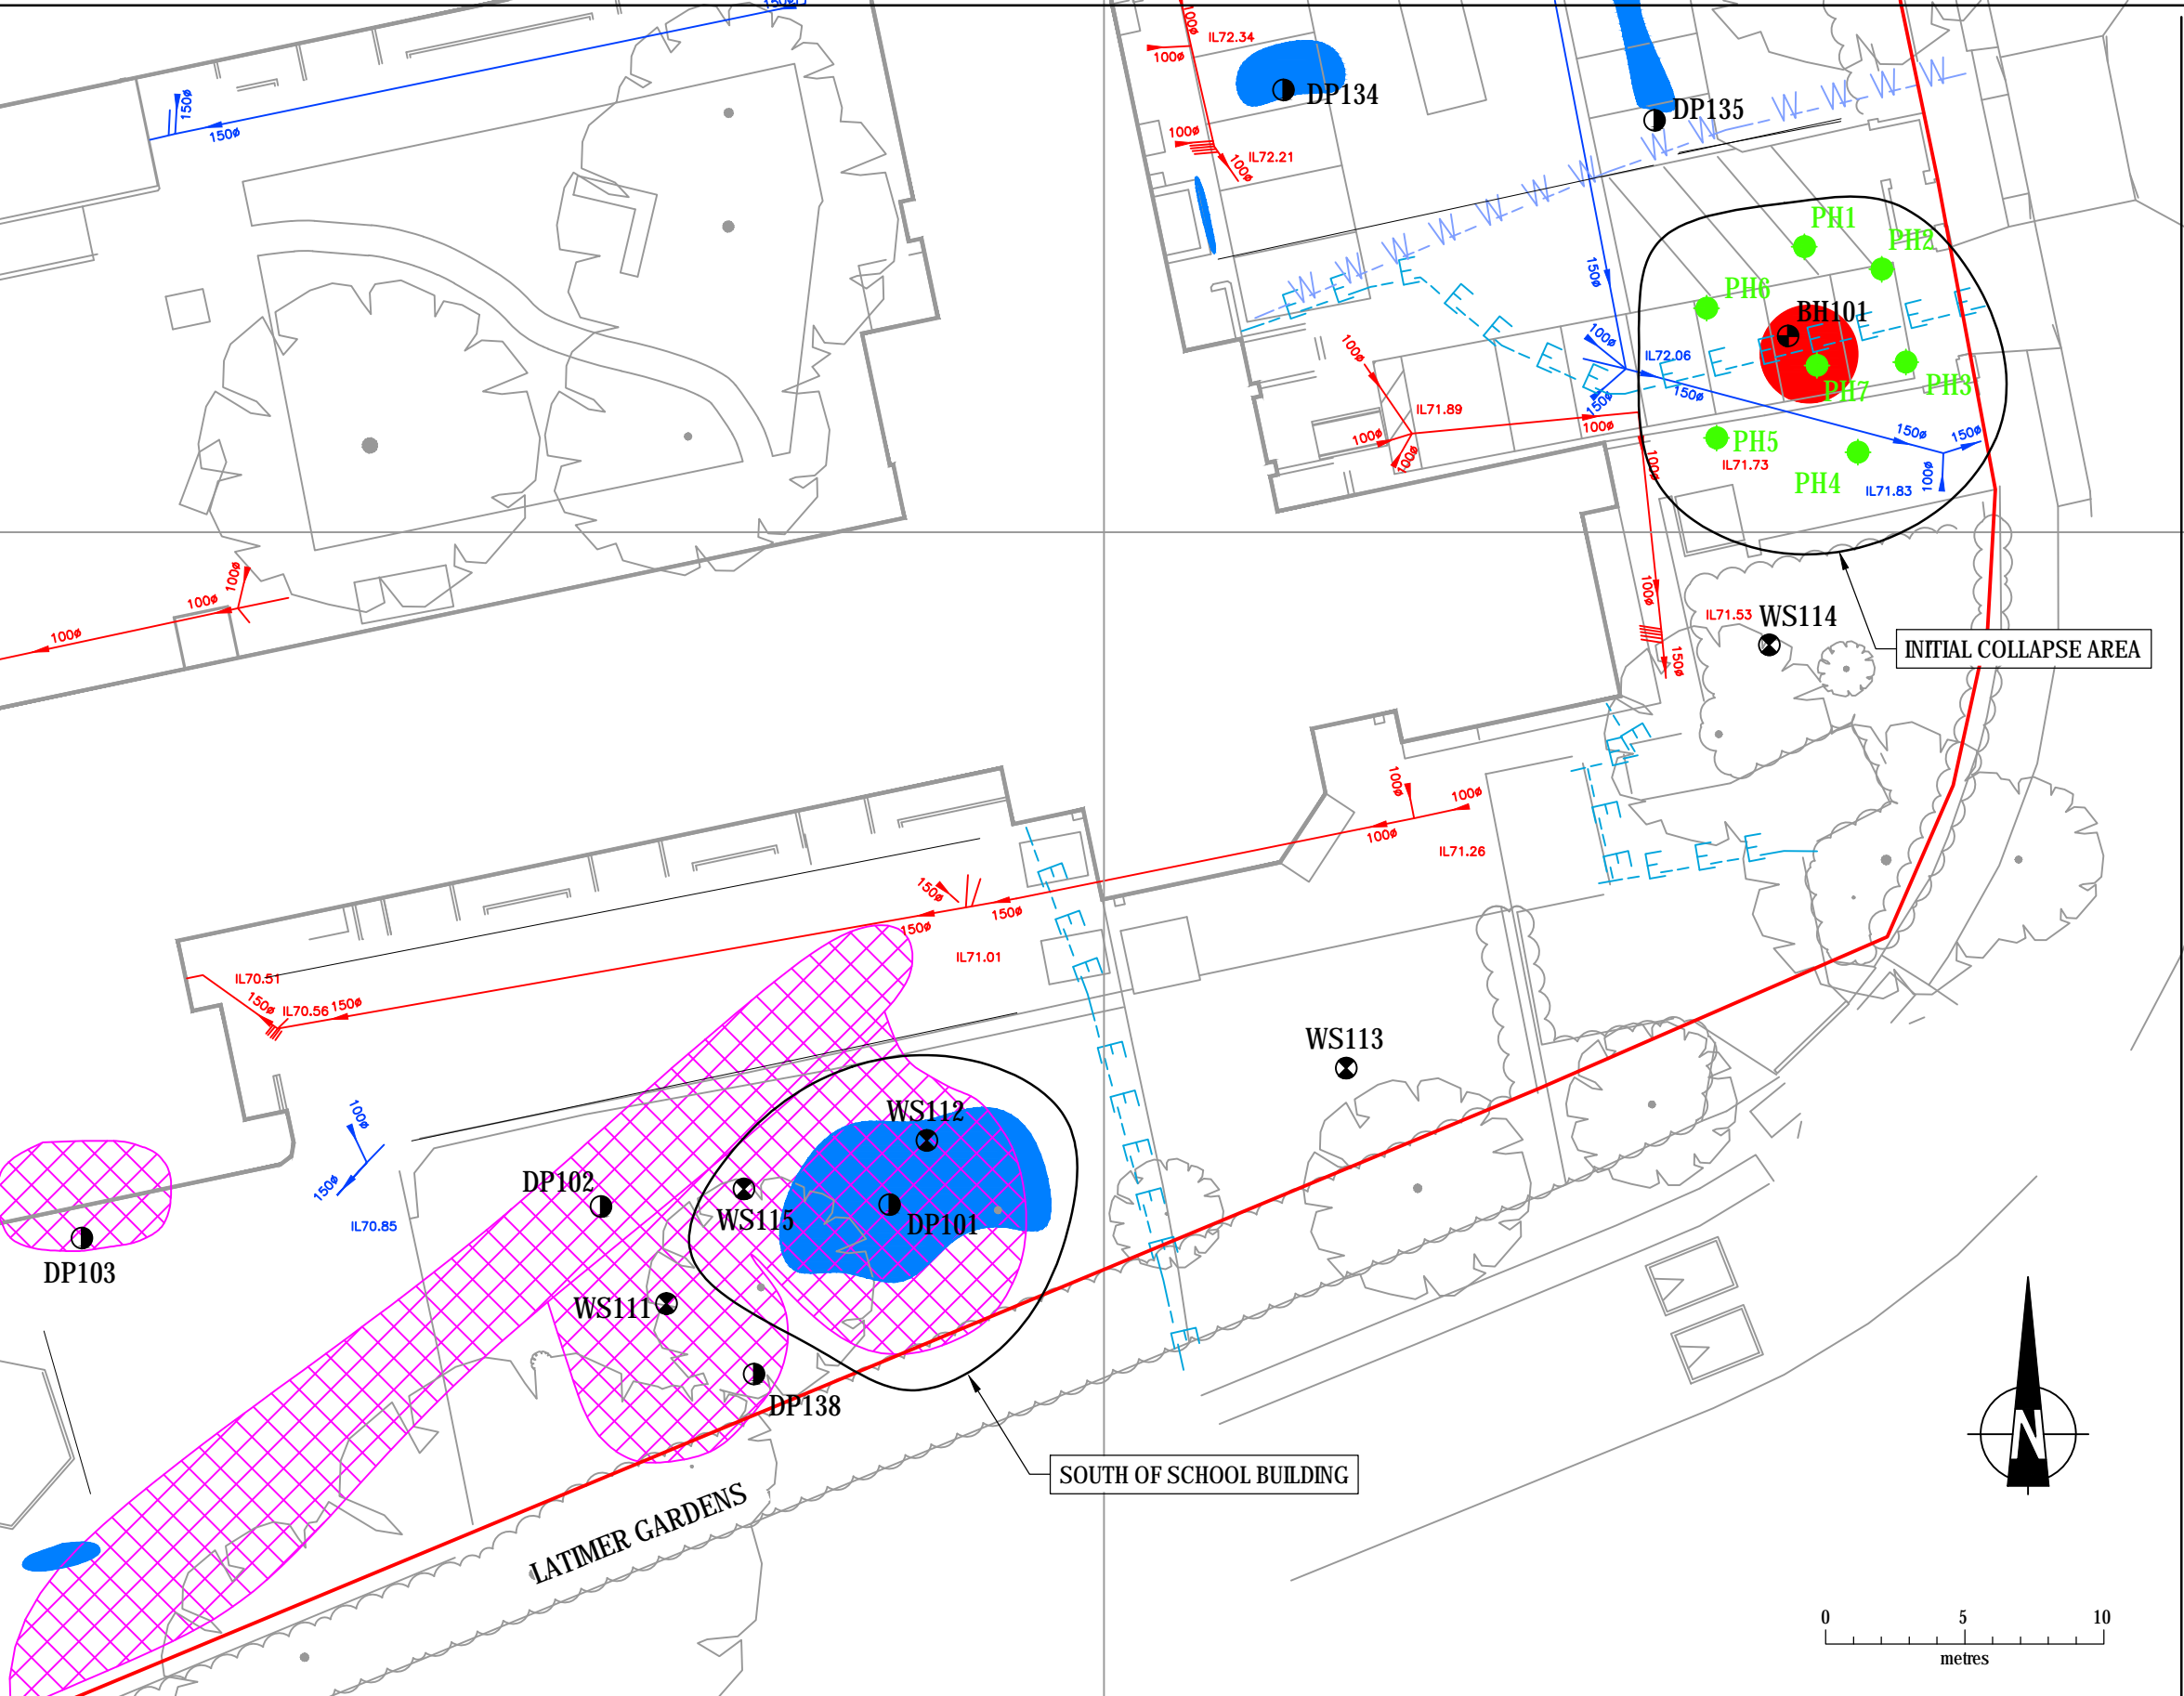 150ø
150ø
150ø
100ø
IL72.34
100ø
DP134
DP135
W W W W W W W W W W W W W W W
100ø
IL72.21
100ø
150ø
PH1
PH2
PH6
BH101
E E E E E E E E E E E E E E E
100ø
100ø
IL72.06
150ø
150ø
PH7
PH3
IL71.89
100ø
100ø
100ø
150ø
150ø
PH5
100ø
IL71.73
PH4
IL71.83
100ø
100ø
100ø
100ø
100ø
IL71.53
WS114
150ø
INITIAL COLLAPSE AREA
E E E E E E E
100ø
100ø
100ø
IL71.26
150ø
150ø
150ø
IL71.01
E E E E E E E E E
IL70.51
150ø
IL70.56
150ø
WS113
100ø
WS112
DP102
150ø
WS115
DP101
IL70.85
DP103
WS111
DP138
SOUTH OF SCHOOL BUILDING
LATIMER GARDENS
N
0 5 10
metres